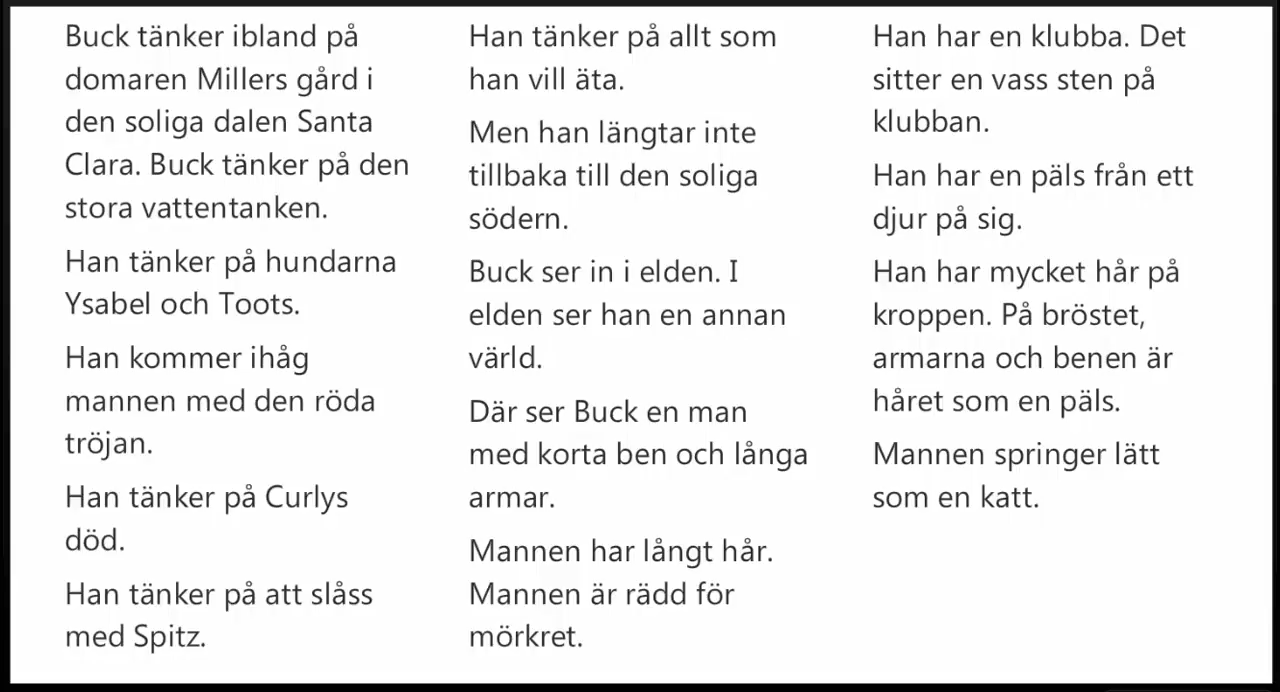 Buck tänker ibland på
domaren Millers gård i
den soliga dalen Santa
Clara. Buck tänker på den
stora vattentanken.
Han tänker på hundarna
Ysabel och Toots.
Han kommer ihåg
mannen med den röda
tröjan.
Han tänker på Curlys
död.
Han tänker på att slåss
med Spitz.
Han tänker på allt som
han vill äta.
Men han längtar inte
tillbaka till den soliga
södern.
Buck ser in i elden. I
elden ser han en annan
värld.
Där ser Buck en man
med korta ben och långa
armar.
Mannen har långt hår.
Mannen är rädd för
mörkret.
Han har en klubba. Det
sitter en vass sten på
klubban.
Han har en päls från ett
djur på sig.
Han har mycket hår på
kroppen. På bröstet,
armarna och benen är
håret som en päls.
Mannen springer lätt
som en katt.